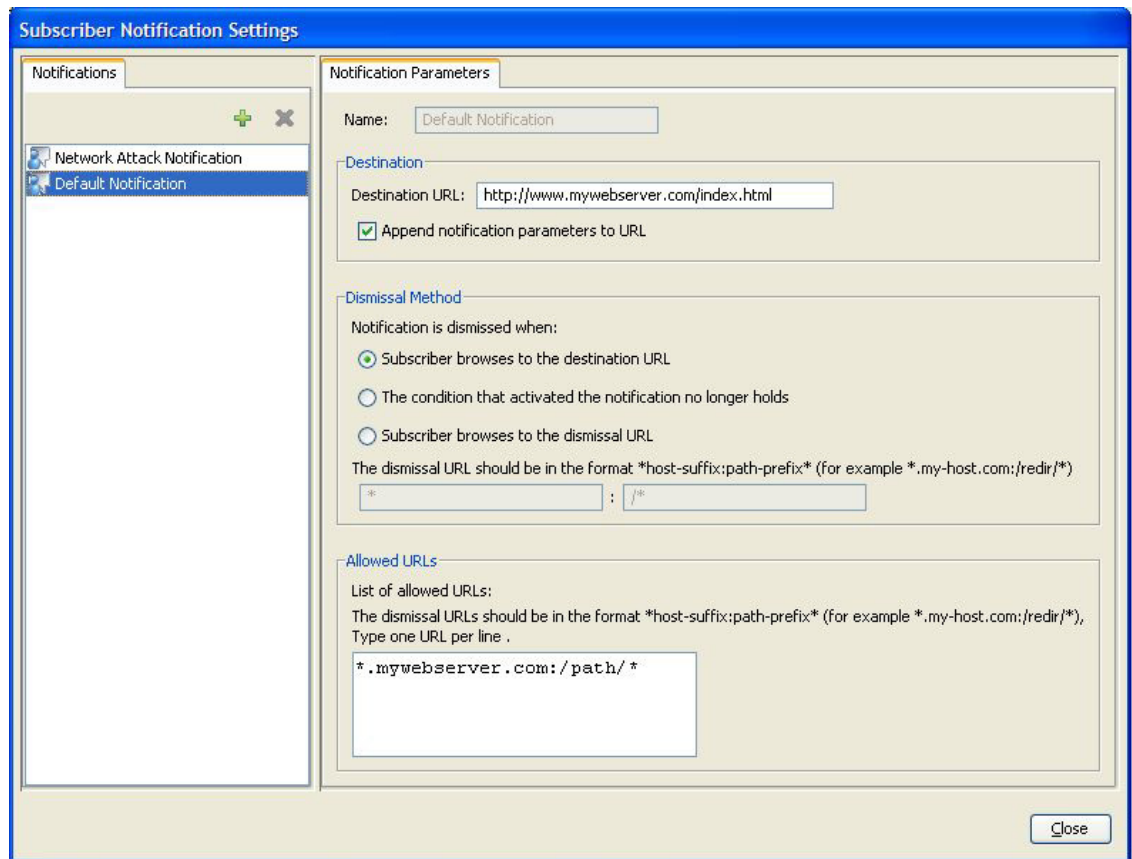 Subscriber Notification Settings
Notifications
Network Attack Notification
Default Notification
Notification Parameters
Name: Default Notification
Destination
Destination URL: http://www.mywebserver.com/index.html
Append notification parameters to URL
Dismissal Method
Notification is dismissed when:
Subscriber browses to the destination URL
The condition that activated the notification no longer holds
Subscriber browses to the dismissal URL
The dismissal URL should be in the format *host-suffix:path-prefix* (for example *.my-host.com:/redir/*)
* : /*
Allowed URLs
List of allowed URLs:
The dismissal URLs should be in the format *host-suffix:path-prefix* (for example *.my-host.com:/redir/*),
Type one URL per line .
*.mywebserver.com:/path/*
Close